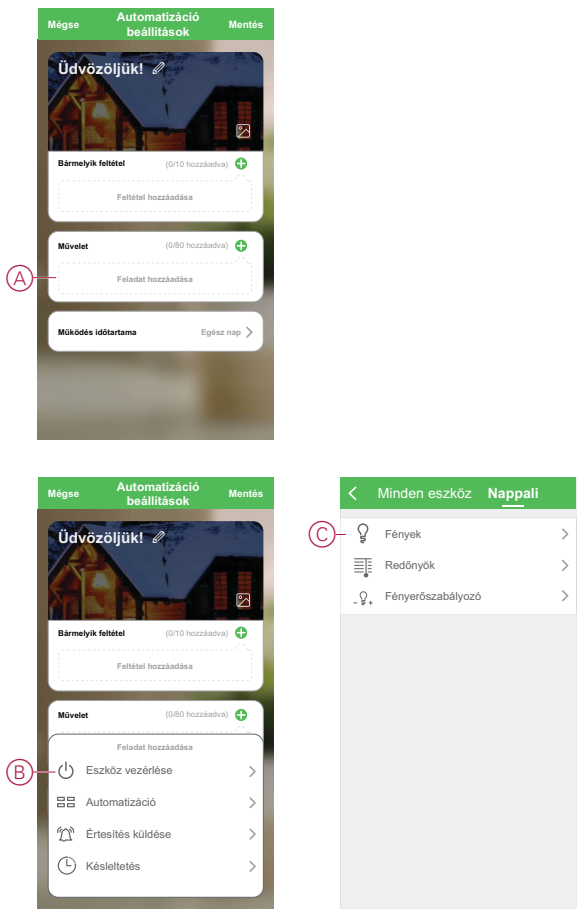 Mégse
Automatizáció
beállítások
Mentés
Üdvözöljük!
Bármelyik feltétel
(0/10 hozzáadva)
Feltétel hozzáadása
Művelet
(0/80 hozzáadva)
A
Feladat hozzáadása
Működés időtartama
Egész nap
Mégse
Automatizáció
beállítások
Mentés
Üdvözöljük!
Bármelyik feltétel
(0/10 hozzáadva)
Feltétel hozzáadása
Művelet
(0/80 hozzáadva)
Feladat hozzáadása
B
Eszköz vezérlése
Automatizáció
Értesítés küldése
Késleltetés
Minden eszköz
Nappali
C
Fények
Redőnyök
Fényerőszabályozó